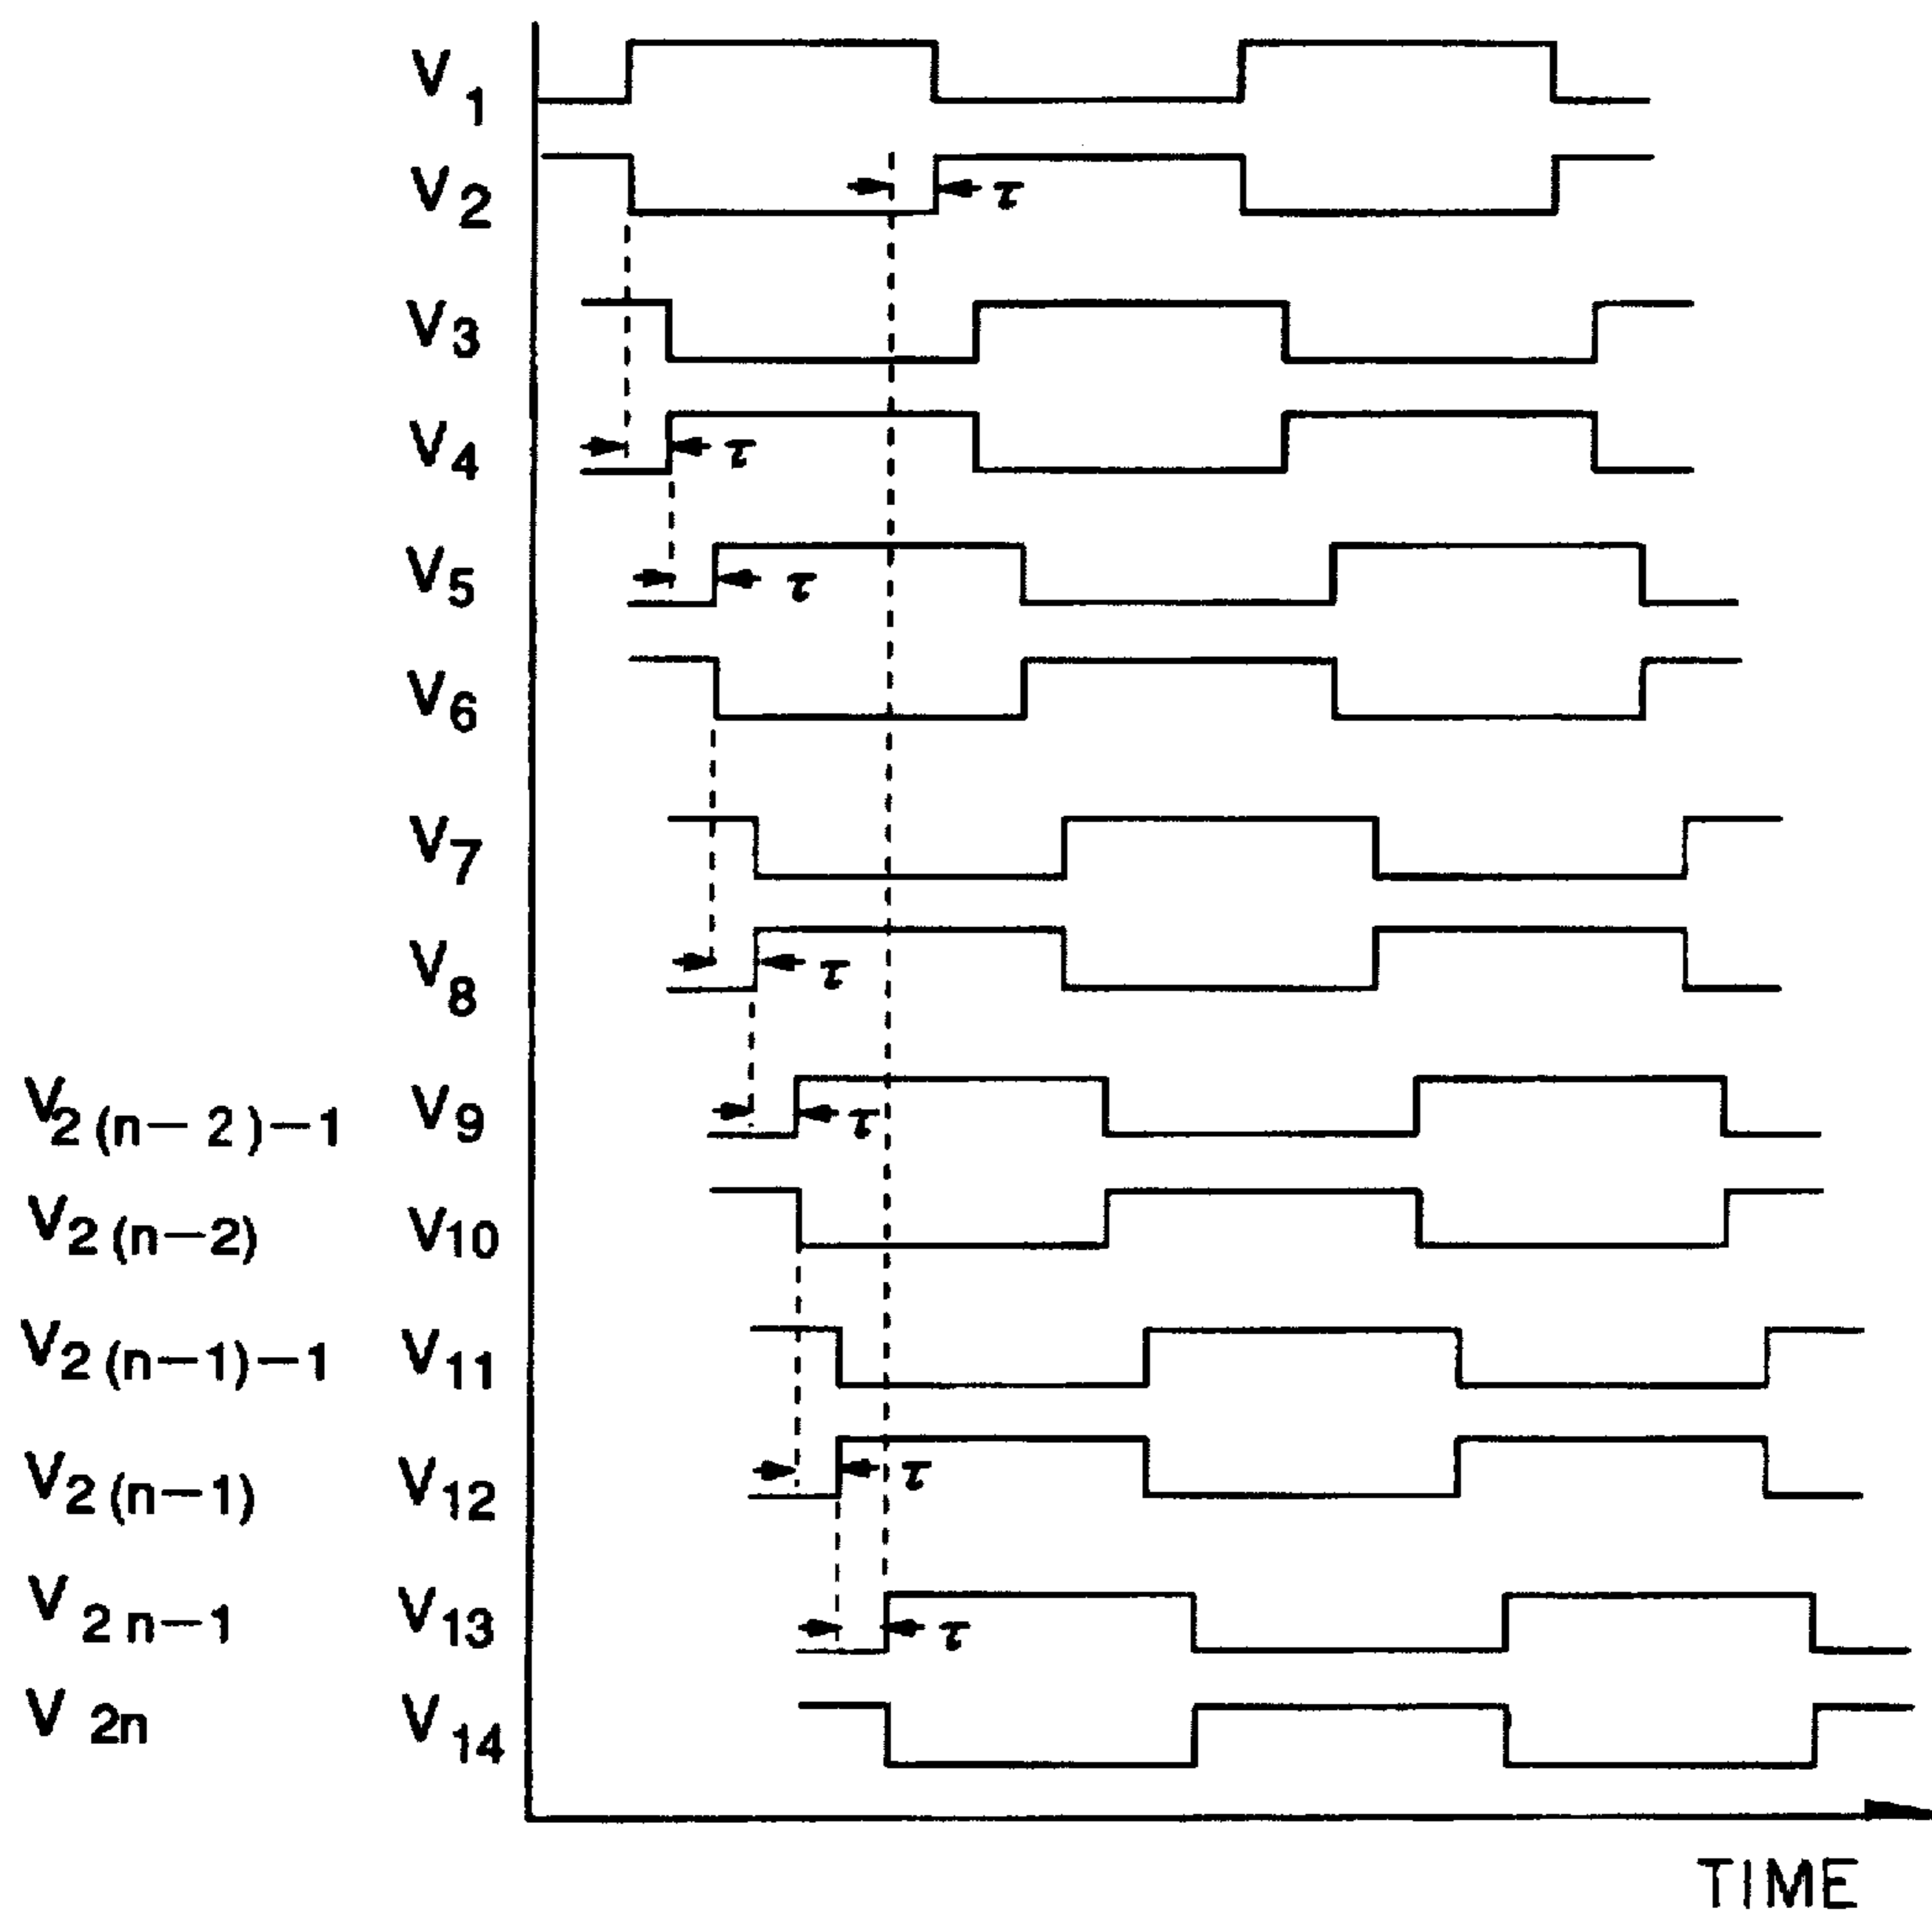 V1
V2
τ
V3
V4
τ
V5
τ
V6
V7
V8
τ
V2(n−2)−1 V9
τ
V2(n−2) V10
V2(n−1)−1 V11
V2(n−1) V12
τ
V2n−1 V13
τ
V2n V14
TIME